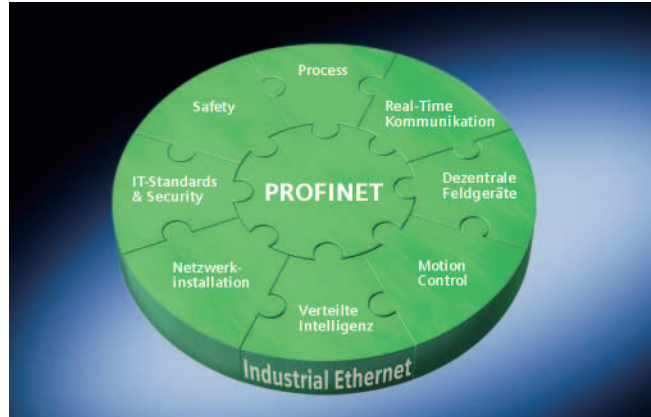 Process
Real-Time
Kommunikation
Safety
IT-Standards
& Security
PROFINET
Dezentrale
Feldgeräte
Netzwerk-
installation
Motion
Control
Verteilte
Intelligenz
Industrial Ethernet